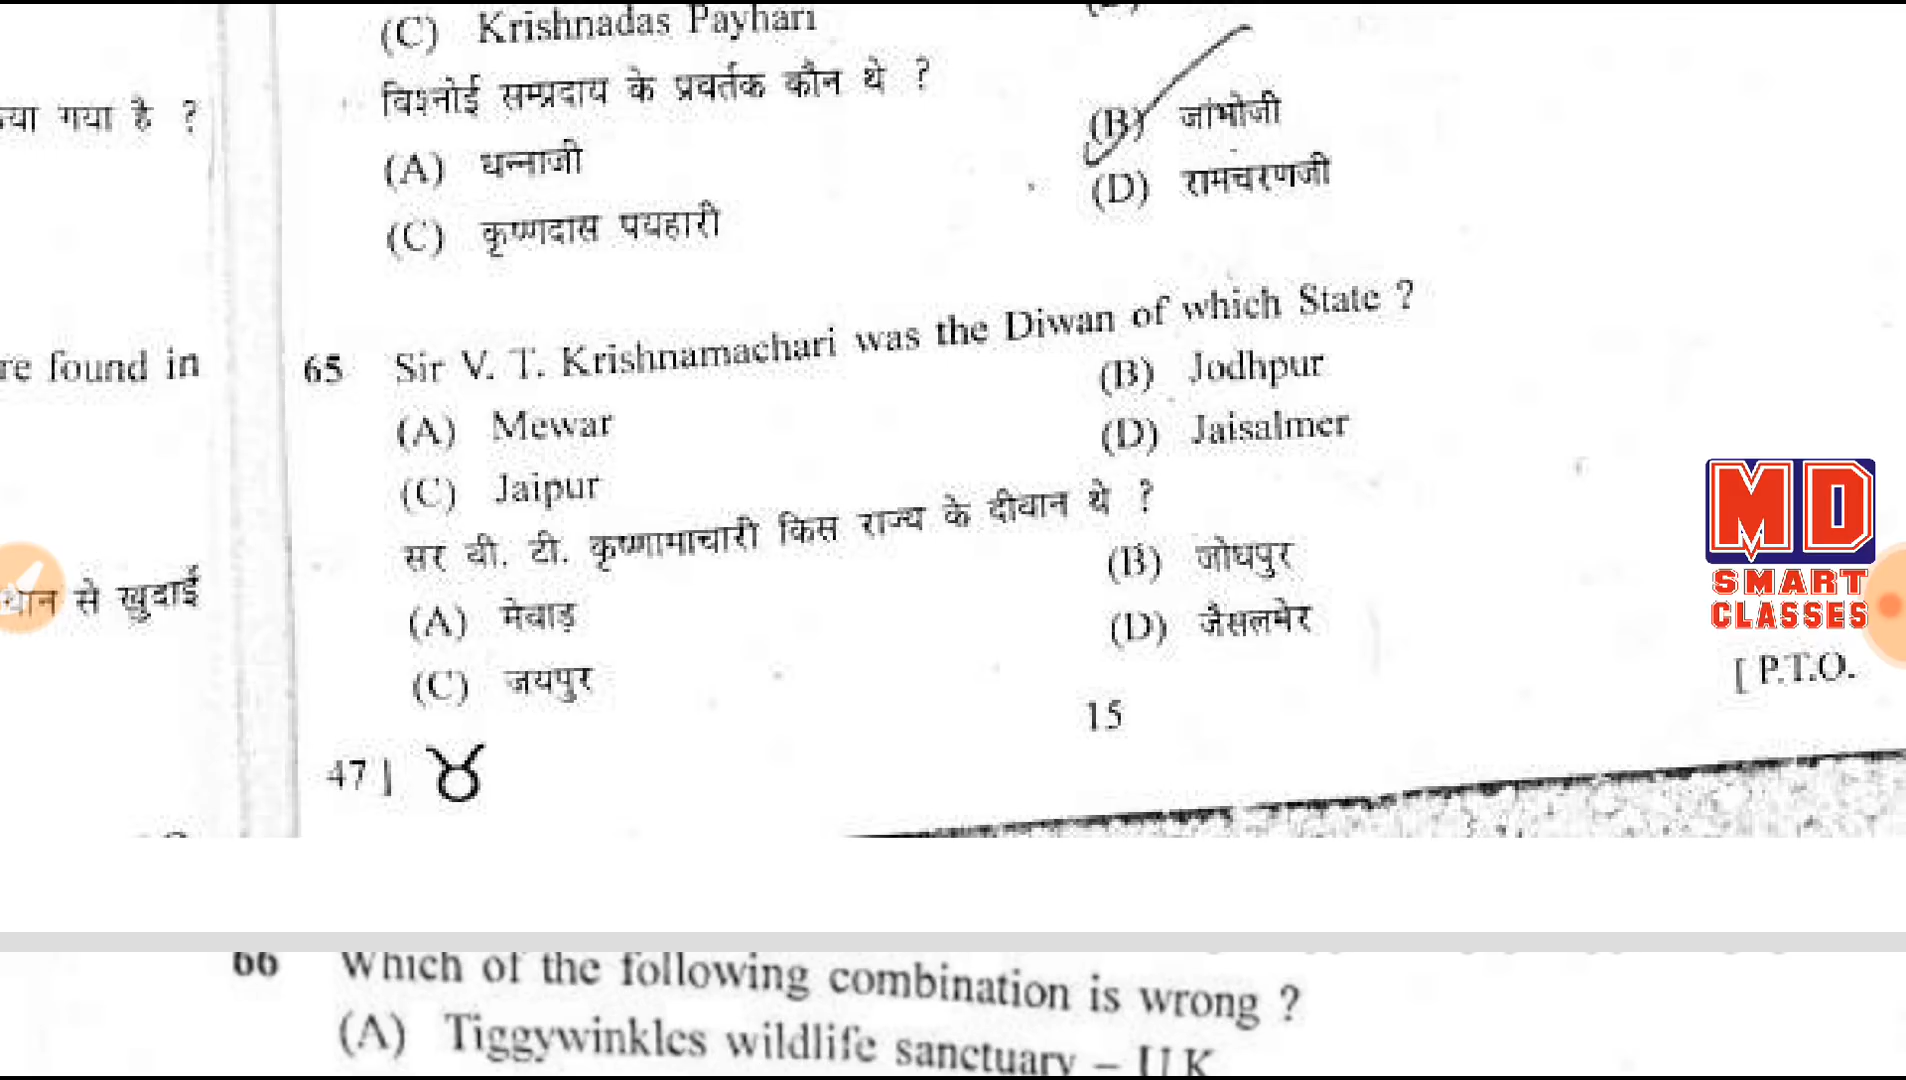 (C) Krishnadas Payhari
विश्नोई सम्प्रदाय के प्रवर्तक कौन थे ?
(A) धन्नाजी
(B) जांभोजी
(C) कृष्णदास पयहारी
(D) रामचरणजी
गया है ?
65 Sir V. T. Krishnamachari was the Diwan of which State ?
(A) Mewar
(B) Jodhpur
(C) Jaipur
(D) Jaisalmer
सर वी. टी. कृष्णामाचारी किस राज्य के दीवान थे ?
(A) मेवाड़
(B) जोधपुर
(C) जयपुर
(D) जैसलमेर
found in
से खुदाई
47 ]
15
[ P.T.O.
MD
SMART
CLASSES
66 Which of the following combination is wrong ?
(A) Tiggywinkles wildlife sanctuary – U K